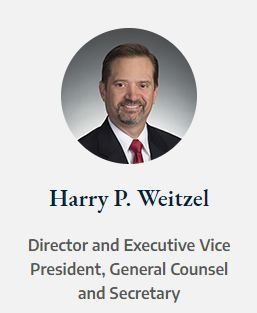 Harry P. Weitzel
Director and Executive Vice
President, General Counsel
and Secretary